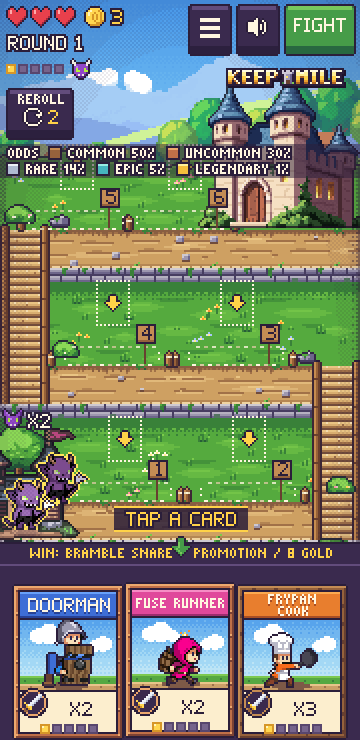 3
FIGHT
ROUND 1
KEEP MILE
REROLL
2
ODDS COMMON 50% UNCOMMON 30%
RARE 14% EPIC 5% LEGENDARY 1%
5
6
4
3
X2
1
2
TAP A CARD
WIN: BRAMBLE SNARE PROMOTION / 8 GOLD
DOORMAN
X2
FUSE RUNNER
X2
FRYPAN
COOK
X3